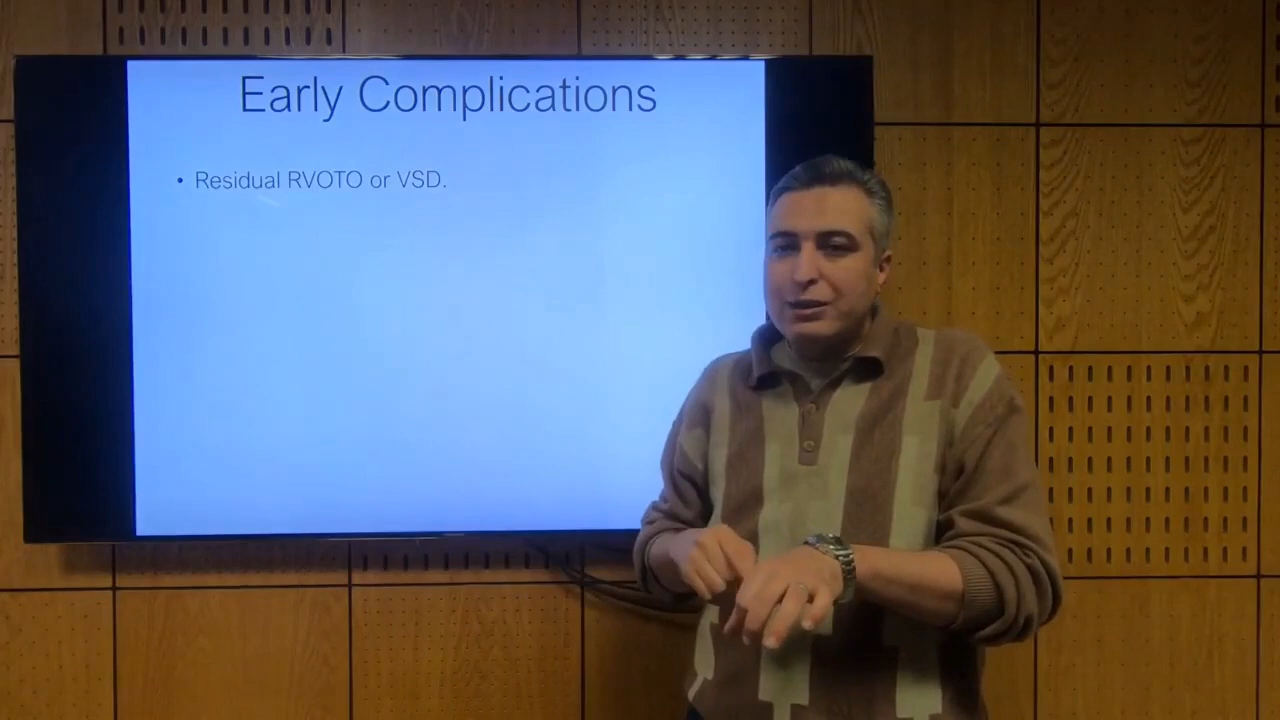 Early Complications
• Residual RVOTO or VSD.